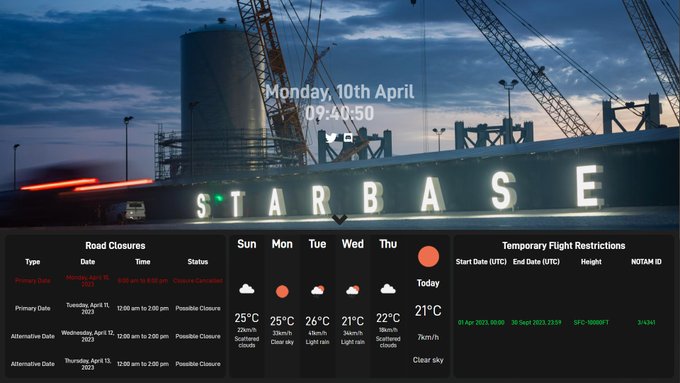 Monday, 10th April
09:40:50
STARBASE
Road Closures
Type Date Time Status
Primary Date Monday, April 10, 2023 8:00 am to 8:00 pm Closure Cancelled
Primary Date Tuesday, April 11, 2023 12:00 am to 2:00 pm Possible Closure
Alternative Date Wednesday, April 12, 2023 12:00 am to 2:00 pm Possible Closure
Alternative Date Thursday, April 13, 2023 12:00 am to 2:00 pm Possible Closure
Sun Mon Tue Wed Thu
25°C 25°C 26°C 21°C 22°C
22km/h 33km/h 41km/h 34km/h 18km/h
Scattered clouds Clear sky Light rain Light rain Scattered clouds
Today
21°C
7km/h
Clear sky
Temporary Flight Restrictions
Start Date (UTC) End Date (UTC) Height NOTAM ID
01 Apr 2023, 00:00 30 Sept 2023, 23:59 SFC-10000FT 3/4341